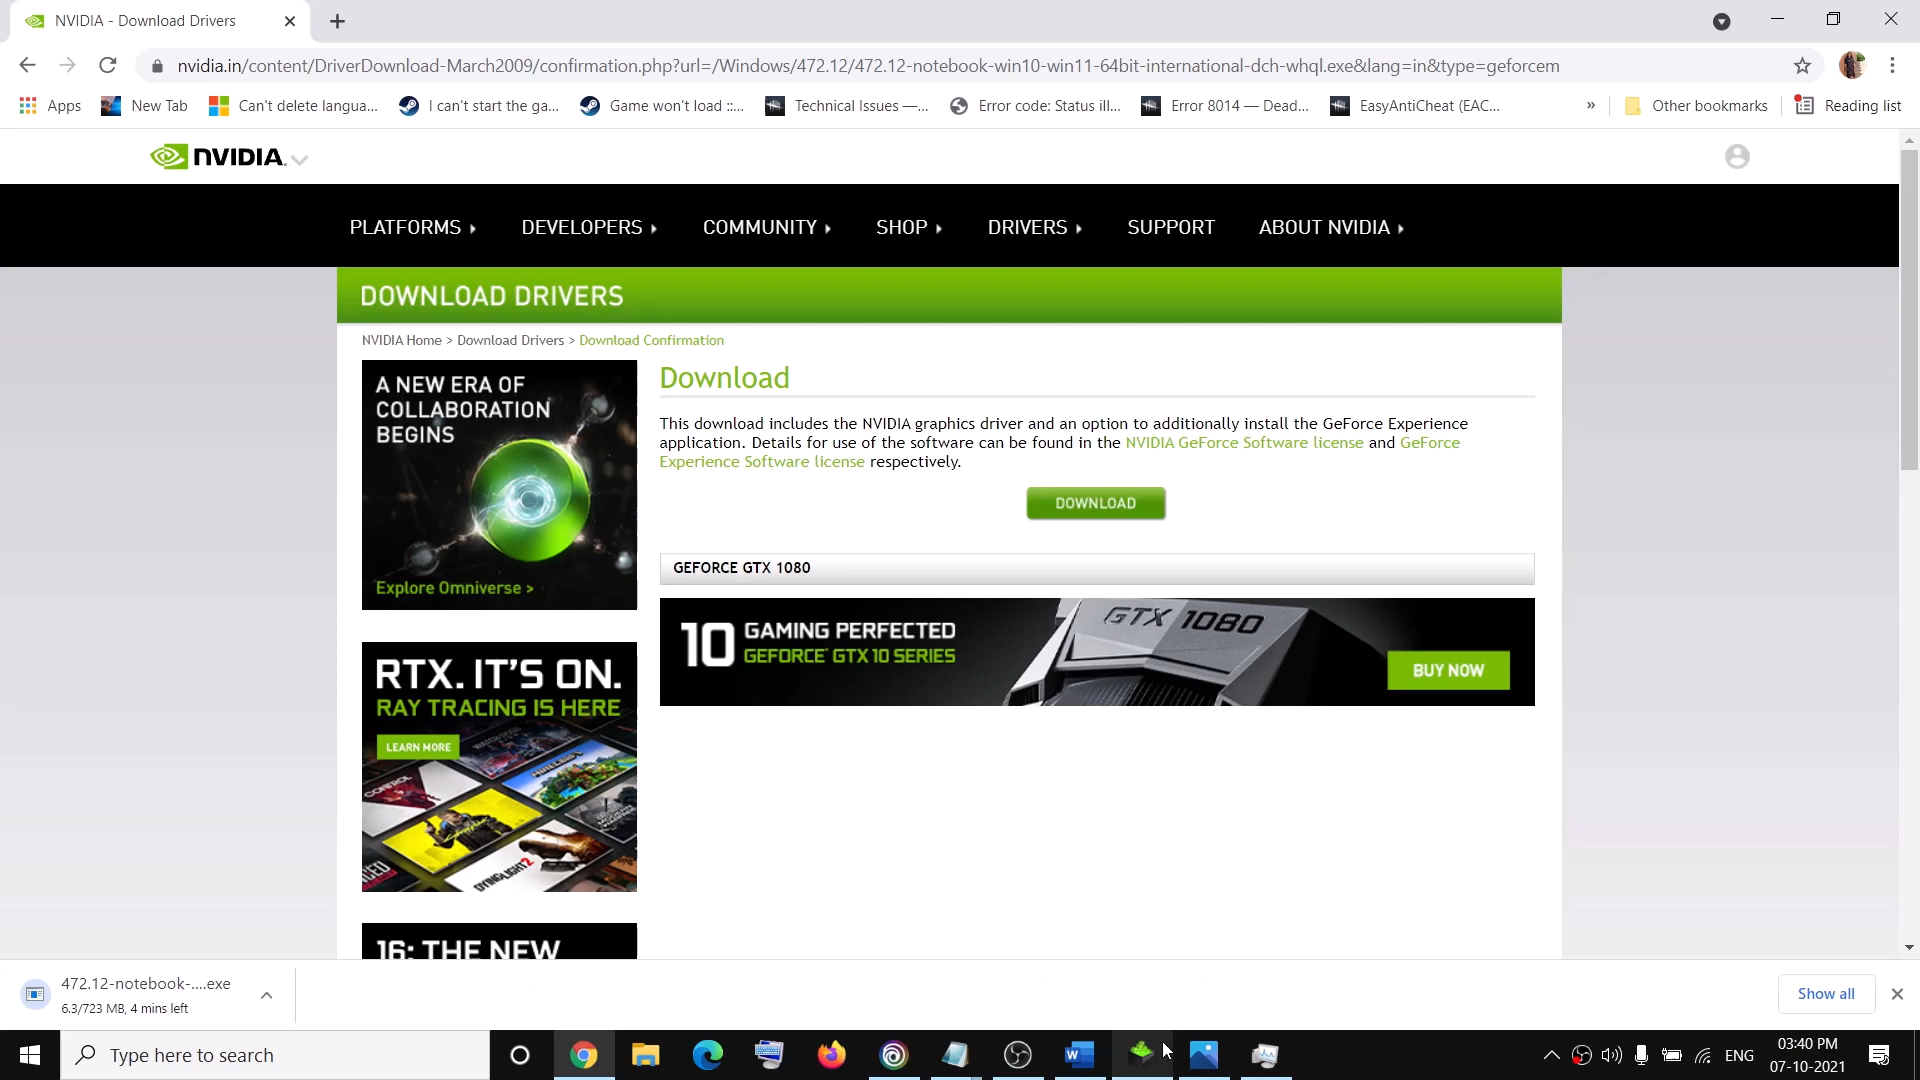 NVIDIA - Download Drivers
nvidia.in/content/DriverDownload-March2009/confirmation.php?url=/Windows/472.12/472.12-notebook-win10-win11-64bit-international-dch-whql.exe&lang=in&type=geforcem
Apps New Tab Can't delete langua... I can't start the ga... Game won't load ::... Technical Issues —... Error code: Status ill... Error 8014 — Dead... EasyAntiCheat (EAC... » Other bookmarks Reading list
NVIDIA.
PLATFORMS DEVELOPERS COMMUNITY SHOP DRIVERS SUPPORT ABOUT NVIDIA
DOWNLOAD DRIVERS
NVIDIA Home > Download Drivers > Download Confirmation
A NEW ERA OF
COLLABORATION
BEGINS
Explore Omniverse >
Download
This download includes the NVIDIA graphics driver and an option to additionally install the GeForce Experience
application. Details for use of the software can be found in the NVIDIA GeForce Software license and GeForce
Experience Software license respectively.
DOWNLOAD
GEFORCE GTX 1080
10 GAMING PERFECTED
GEFORCE GTX 10 SERIES
GTX 1080
BUY NOW
RTX. IT'S ON.
RAY TRACING IS HERE
LEARN MORE
CONTROL
MINECRAFT
DYING LIGHT 2
16: THE NEW
472.12-notebook-....exe
6.3/723 MB, 4 mins left
Show all
Type here to search
ENG
03:40 PM
07-10-2021